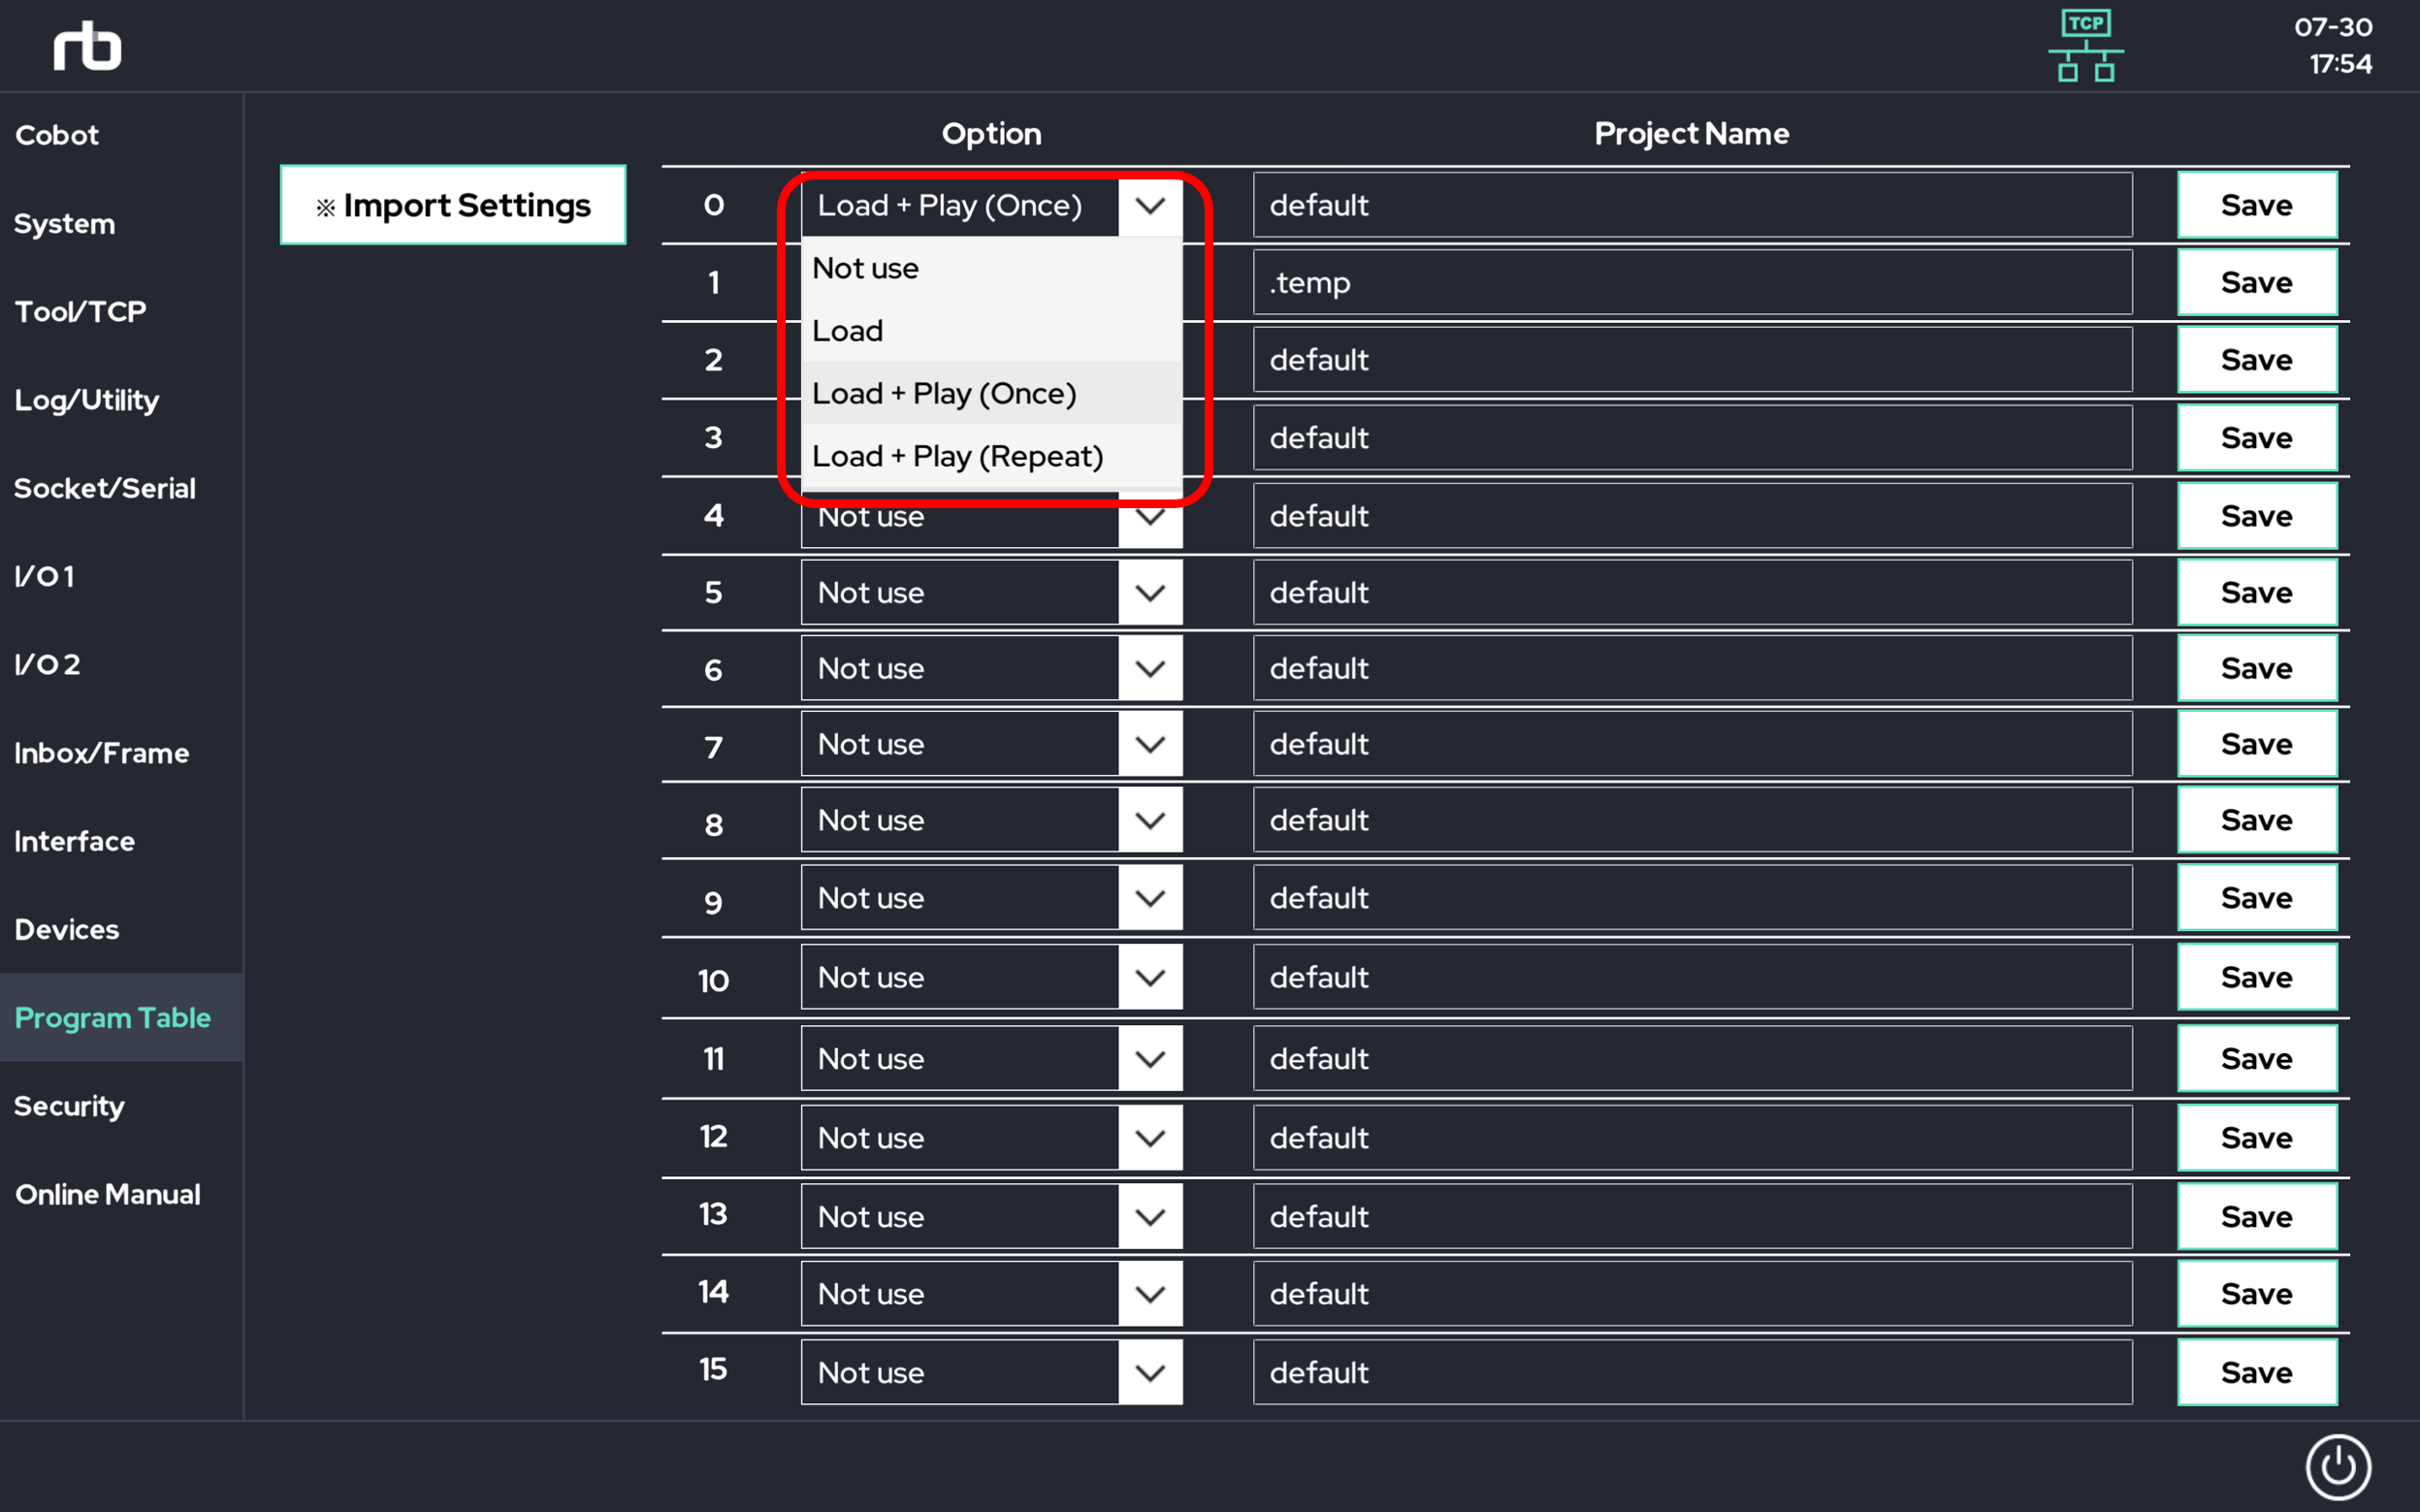 rb
TCP
07-30
17:54
Cobot
System
Tool/TCP
Log/Utility
Socket/Serial
I/O 1
I/O 2
Inbox/Frame
Interface
Devices
Program Table
Security
Online Manual
※ Import Settings
Option Project Name
0 Load + Play (Once) default Save
Not use
Load
Load + Play (Once)
Load + Play (Repeat)
1 .temp Save
2 default Save
3 default Save
4 Not use default Save
5 Not use default Save
6 Not use default Save
7 Not use default Save
8 Not use default Save
9 Not use default Save
10 Not use default Save
11 Not use default Save
12 Not use default Save
13 Not use default Save
14 Not use default Save
15 Not use default Save